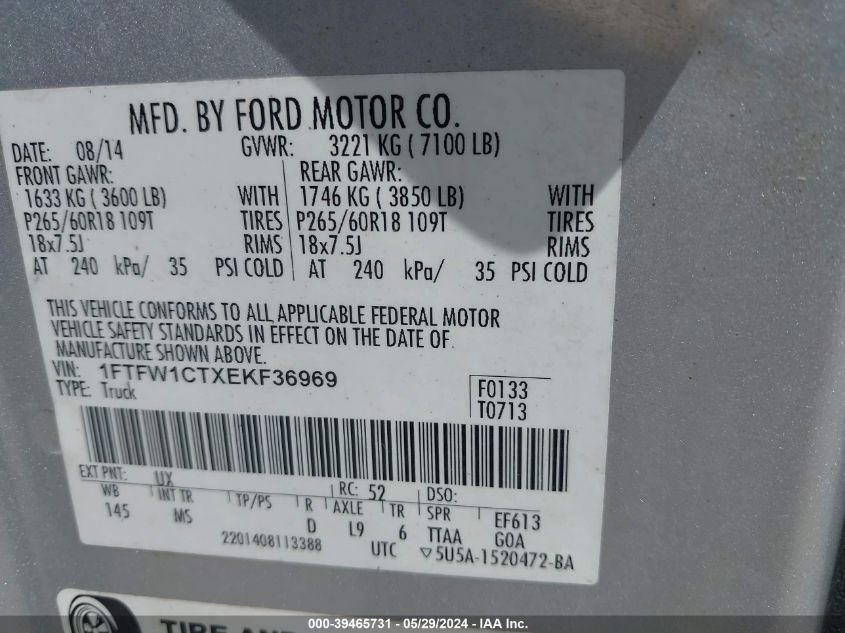 MFD. BY FORD MOTOR CO.
DATE: 08/14 GVWR: 3221 KG ( 7100 LB)
FRONT GAWR: REAR GAWR:
1633 KG ( 3600 LB) WITH 1746 KG ( 3850 LB) WITH
P265/60R18 109T TIRES P265/60R18 109T TIRES
18x7.5J RIMS 18x7.5J RIMS
AT 240 kPa/ 35 PSI COLD AT 240 kPa/ 35 PSI COLD
THIS VEHICLE CONFORMS TO ALL APPLICABLE FEDERAL MOTOR
VEHICLE SAFETY STANDARDS IN EFFECT ON THE DATE OF
MANUFACTURE SHOWN ABOVE.
VIN: 1FTFW1CTXEKF36969
TYPE: Truck
F0133
T0713
EXT PNT: UX RC: 52 DSO:
WB INT TR TP/PS R AXLE TR SPR EF613
145 MS D L9 6 TTAA GOA
2201408113388 UTC ▽5U5A-1520472-BA
TIRE AND
000-39465731 - 05/29/2024 - IAA Inc.